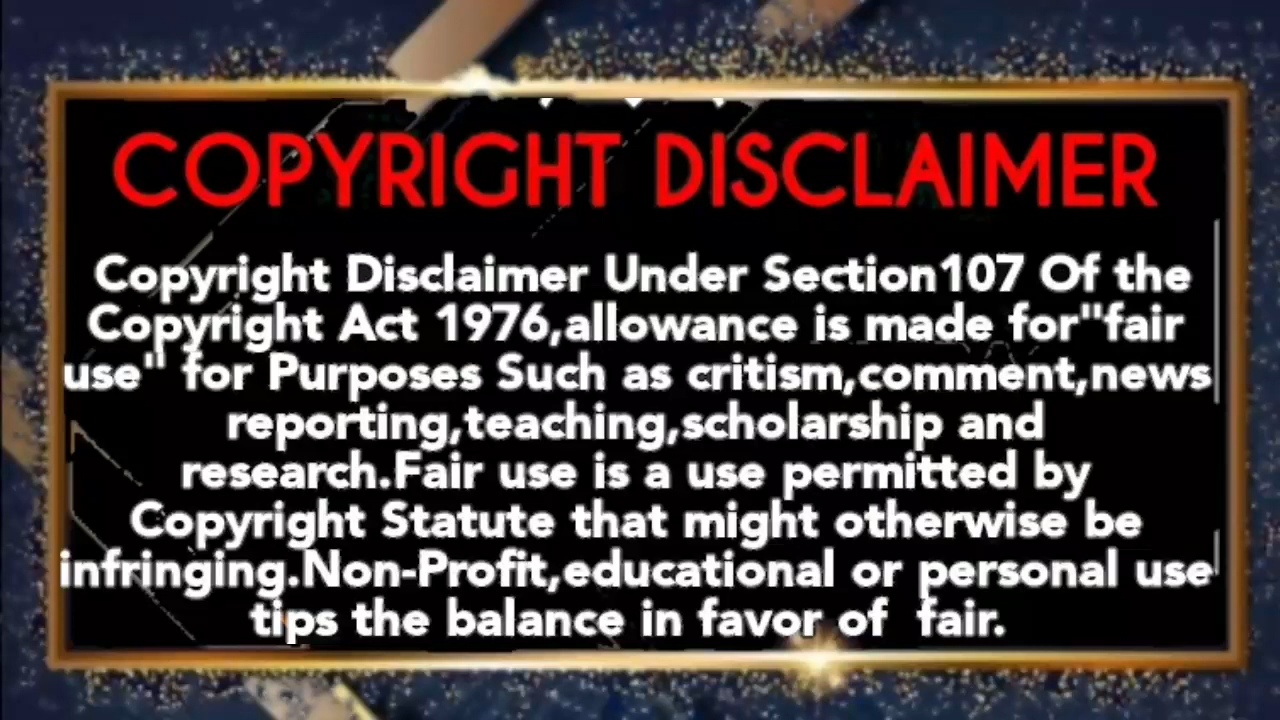 COPYRIGHT DISCLAIMER
Copyright Disclaimer Under Section107 Of the
Copyright Act 1976,allowance is made for"fair
use" for Purposes Such as critism,comment,news
reporting,teaching,scholarship and
research.Fair use is a use permitted by
Copyright Statute that might otherwise be
infringing.Non-Profit,educational or personal use
tips the balance in favor of  fair.